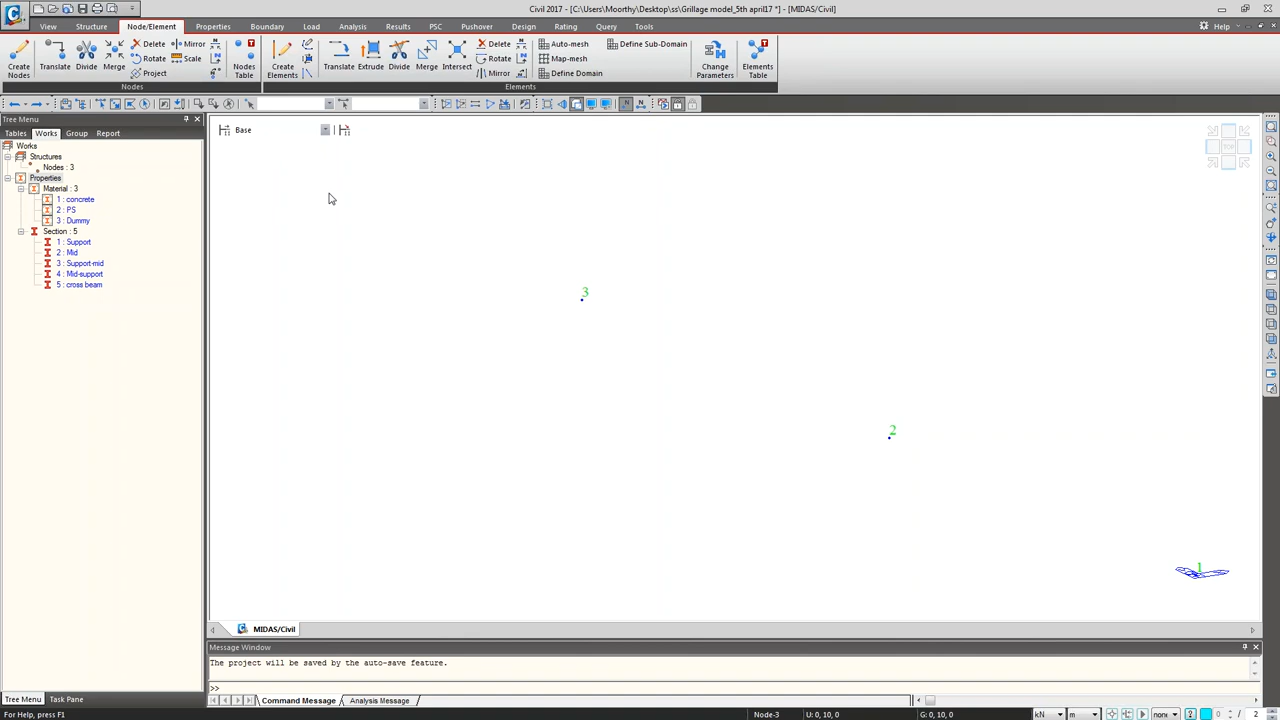 Civil 2017 - [C:\Users\Moorthy\Desktop\ss\Grillage model_5th april17 *] - [MIDAS/Civil]
View Structure Node/Element Properties Boundary Load Analysis Results PSC Pushover Design Rating Query Tools Help
Create Nodes
Translate
Divide
Merge
Delete
Rotate
Project
Mirror
Scale
Nodes Table
Nodes
Create Elements
Translate
Extrude
Divide
Merge
Intersect
Delete
Rotate
Mirror
Auto-mesh
Map-mesh
Define Domain
Define Sub-Domain
Change Parameters
Elements Table
Elements
Tree Menu
Tables Works Group Report
Works
Structures
Nodes : 3
Properties
Material : 3
1 : concrete
2 : PS
3 : Dummy
Section : 5
1 : Support
2 : Mid
3 : Support-mid
4 : Mid-support
5 : cross beam
Base
TOP
3
2
1
MIDAS/Civil
Message Window
The project will be saved by the auto-save feature.
>>
Command Message Analysis Message
Tree Menu Task Pane
For Help, press F1
Node-3 U: 0, 10, 0 G: 0, 10, 0 kN m none 0 / 2